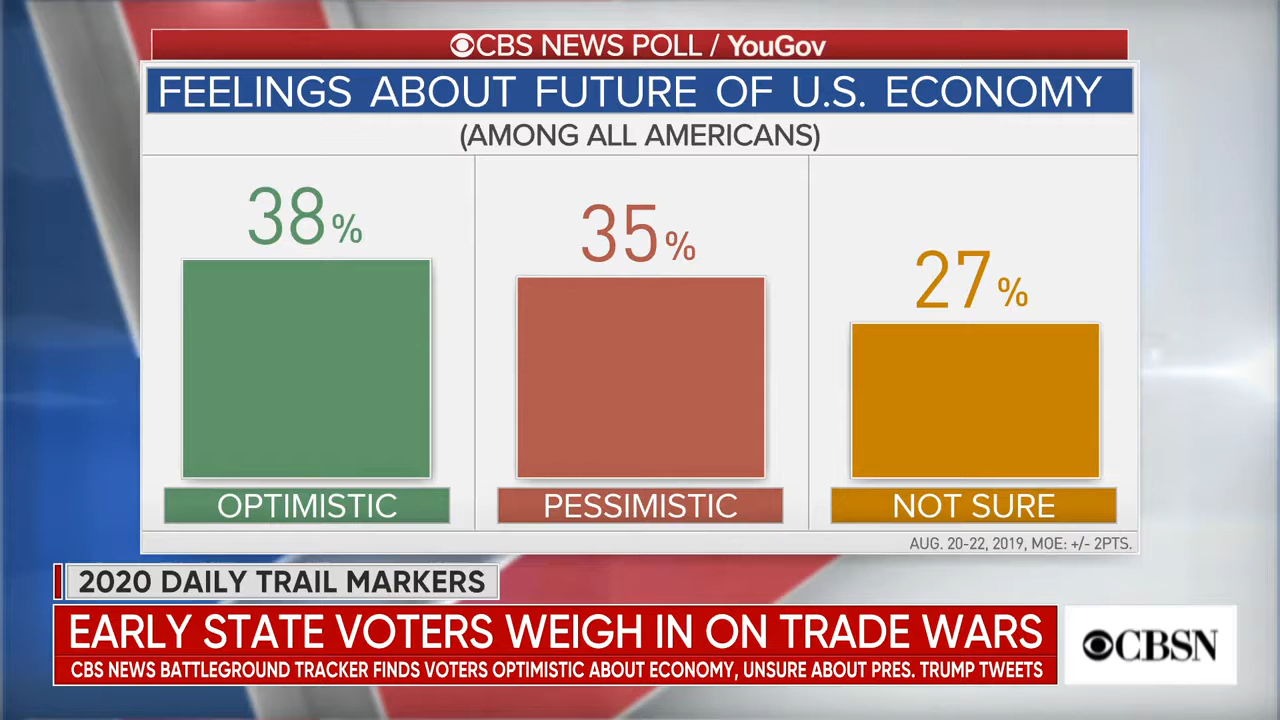 CBS NEWS POLL / YouGov
FEELINGS ABOUT FUTURE OF U.S. ECONOMY
(AMONG ALL AMERICANS)
38%
35%
27%
OPTIMISTIC
PESSIMISTIC
NOT SURE
AUG. 20-22, 2019, MOE: +/- 2PTS.
2020 DAILY TRAIL MARKERS
EARLY STATE VOTERS WEIGH IN ON TRADE WARS
CBS NEWS BATTLEGROUND TRACKER FINDS VOTERS OPTIMISTIC ABOUT ECONOMY, UNSURE ABOUT PRES. TRUMP TWEETS
CBSN